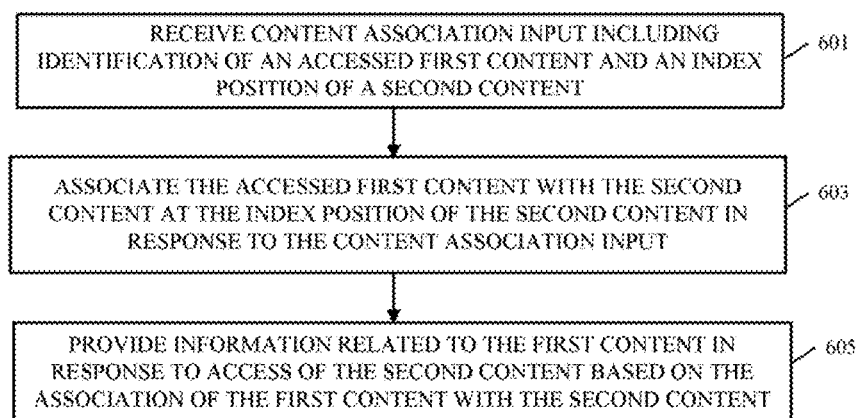 RECEIVE CONTENT ASSOCIATION INPUT INCLUDING
IDENTIFICATION OF AN ACCESSED FIRST CONTENT AND AN INDEX
POSITION OF A SECOND CONTENT
601
ASSOCIATE THE ACCESSED FIRST CONTENT WITH THE SECOND
CONTENT AT THE INDEX POSITION OF THE SECOND CONTENT IN
RESPONSE TO THE CONTENT ASSOCIATION INPUT
603
PROVIDE INFORMATION RELATED TO THE FIRST CONTENT IN
RESPONSE TO ACCESS OF THE SECOND CONTENT BASED ON THE
ASSOCIATION OF THE FIRST CONTENT WITH THE SECOND CONTENT
605